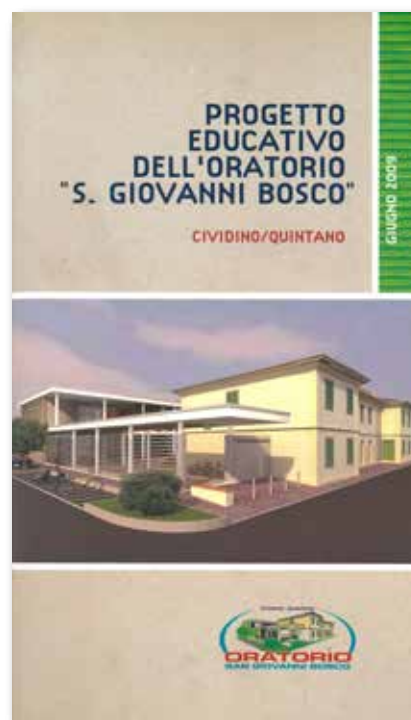 PROGETTO
EDUCATIVO
DELL'ORATORIO
"S. GIOVANNI BOSCO"
CIVIDINO/QUINTANO
GIUGNO 2009
ORATORIO
SAN GIOVANNI BOSCO